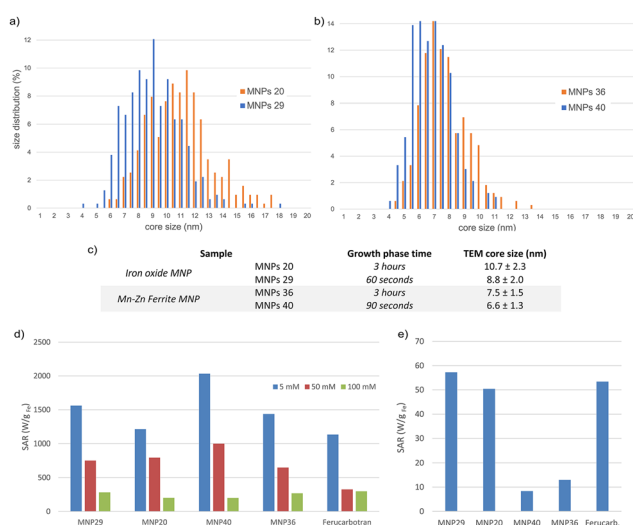 a)
size distribution (%)
14
12
10
8
6
4
2
0
MNPs 20
MNPs 29
1 2 3 4 5 6 7 8 9 10 11 12 13 14 15 16 17 18 19 20
core size (nm)
b)
14
12
10
8
6
4
2
0
MNPs 36
MNPs 40
1 2 3 4 5 6 7 8 9 10 11 12 13 14 15 16 17 18 19 20
core size (nm)
c)
Sample Growth phase time TEM core size (nm)
Iron oxide MNP
MNPs 20 3 hours 10.7 ± 2.3
MNPs 29 60 seconds 8.8 ± 2.0
Mn-Zn Ferrite MNP
MNPs 36 3 hours 7.5 ± 1.5
MNPs 40 90 seconds 6.6 ± 1.3
d)
SAR (W/g Fe)
2500
2000
1500
1000
500
0
5 mM 50 mM 100 mM
MNP29 MNP20 MNP40 MNP36 Ferucarbotran
e)
SAR (W/g Fe)
70
60
50
40
30
20
10
0
MNP29 MNP20 MNP40 MNP36 Ferucarb.